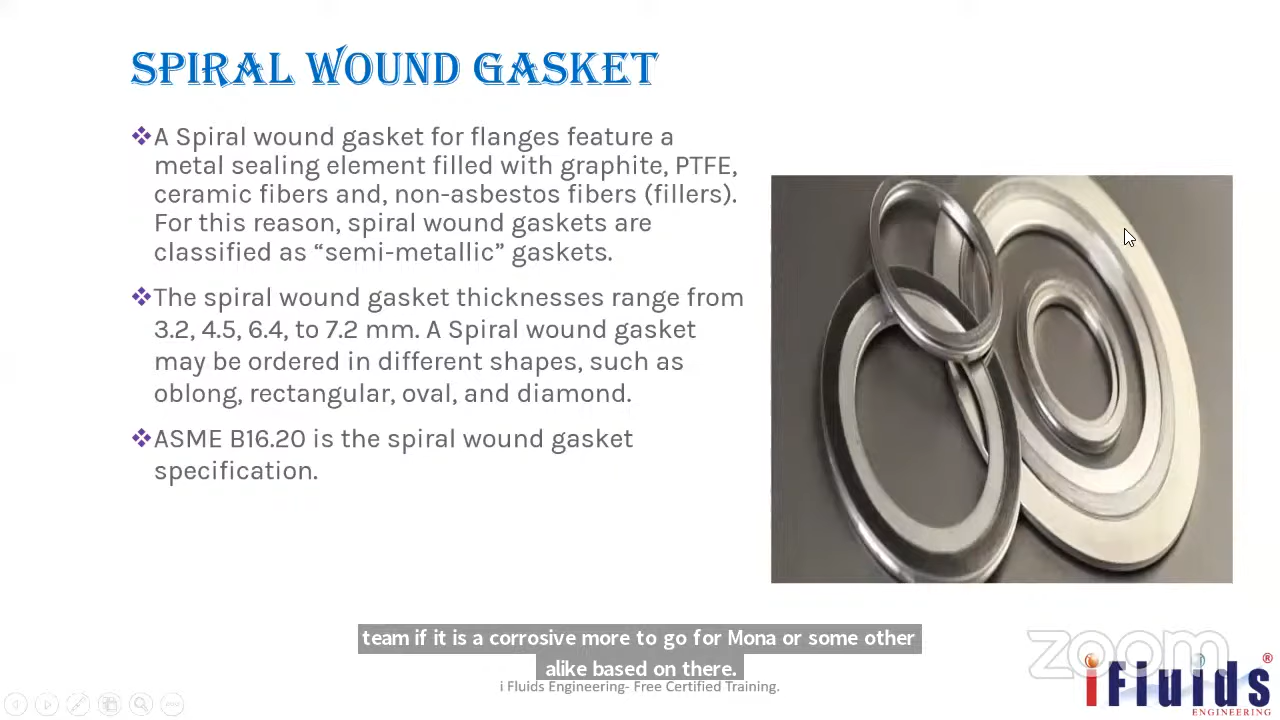 SPIRAL WOUND GASKET
❖A Spiral wound gasket for flanges feature a
metal sealing element filled with graphite, PTFE,
ceramic fibers and, non-asbestos fibers (fillers).
For this reason, spiral wound gaskets are
classified as “semi-metallic” gaskets.
❖The spiral wound gasket thicknesses range from
3.2, 4.5, 6.4, to 7.2 mm. A Spiral wound gasket
may be ordered in different shapes, such as
oblong, rectangular, oval, and diamond.
❖ASME B16.20 is the spiral wound gasket
specification.
team if it is a corrosive more to go for Mona or some other
alike based on there.
i Fluids Engineering- Free Certified Training.
zoom
iFluids®
ENGINEERING